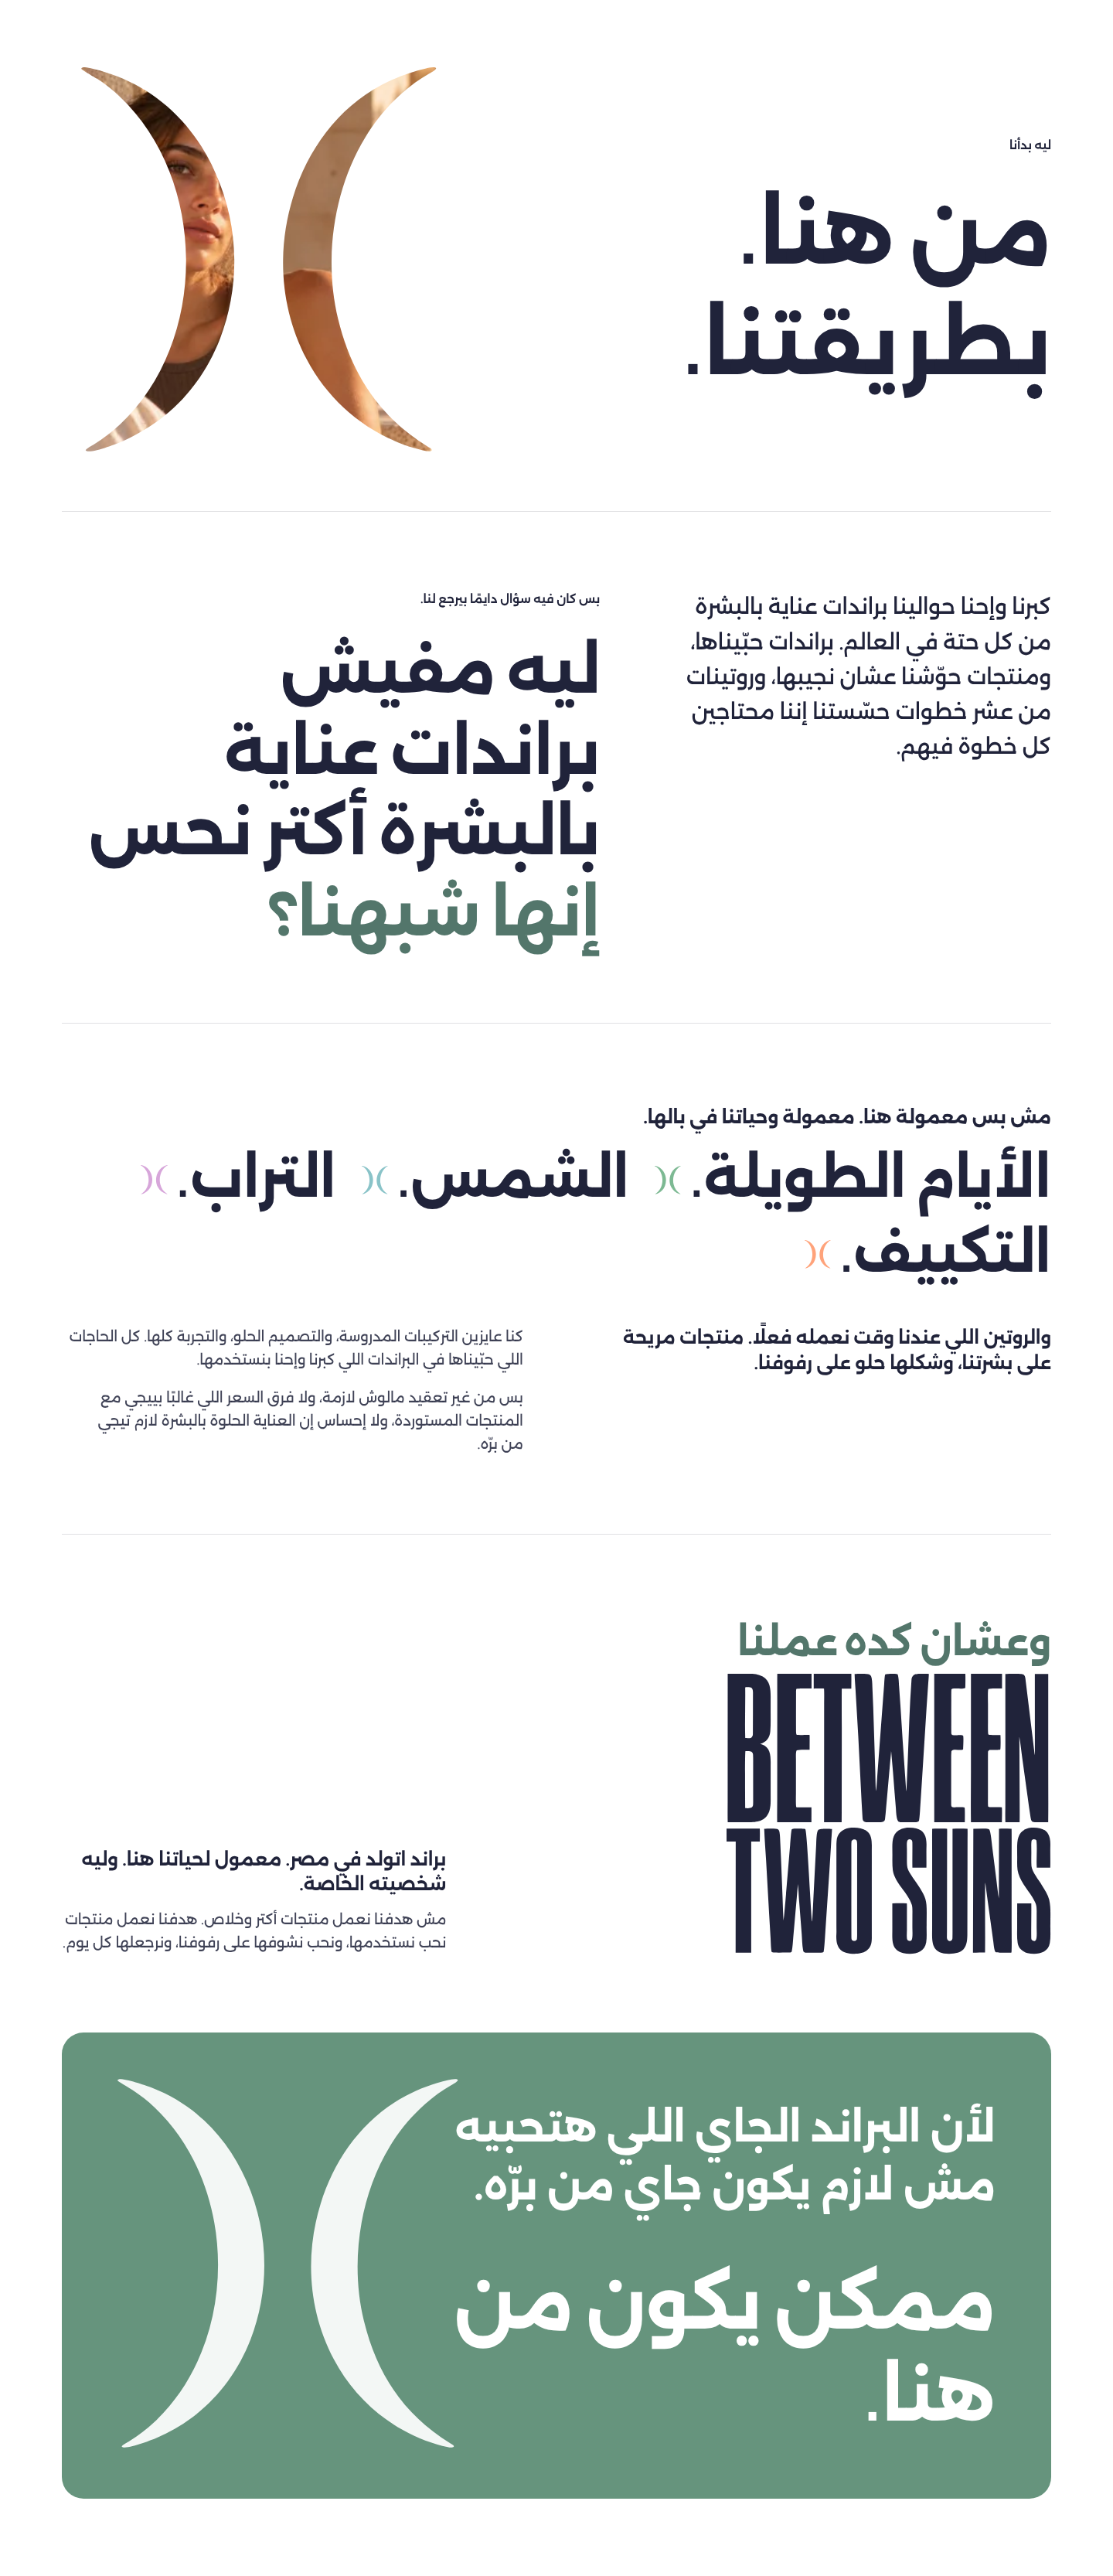 ليه بدأنا
من هنا.
بطريقتنا.
كبرنا وإحنا حوالينا براندات عناية بالبشرة
من كل حتة في العالم. براندات حبّيناها،
ومنتجات حوّشنا عشان نجيبها، وروتينات
من عشر خطوات حسّستنا إننا محتاجين
كل خطوة فيهم.
بس كان فيه سؤال دايمًا بيرجع لنا.
ليه مفيش
براندات عناية
بالبشرة أكتر نحس
إنها شبهنا؟
مش بس معمولة هنا. معمولة وحياتنا في بالها.
الأيام الطويلة. الشمس. التراب.
التكييف.
والروتين اللي عندنا وقت نعمله فعلًا. منتجات مريحة
على بشرتنا، وشكلها حلو على رفوفنا.
كنا عايزين التركيبات المدروسة، والتصميم الحلو، والتجربة كلها. كل الحاجات
اللي حبّيناها في البراندات اللي كبرنا وإحنا بنستخدمها.
بس من غير تعقيد مالوش لازمة، ولا فرق السعر اللي غالبًا بييجي مع
المنتجات المستوردة، ولا إحساس إن العناية الحلوة بالبشرة لازم تيجي
من برّه.
وعشان كده عملنا
BETWEEN
TWO SUNS
براند اتولد في مصر. معمول لحياتنا هنا. وليه
شخصيته الخاصة.
مش هدفنا نعمل منتجات أكتر وخلاص. هدفنا نعمل منتجات
نحب نستخدمها، ونحب نشوفها على رفوفنا، ونرجعلها كل يوم.
لأن البراند الجاي اللي هتحبيه
مش لازم يكون جاي من برّه.
ممكن يكون من
هنا.